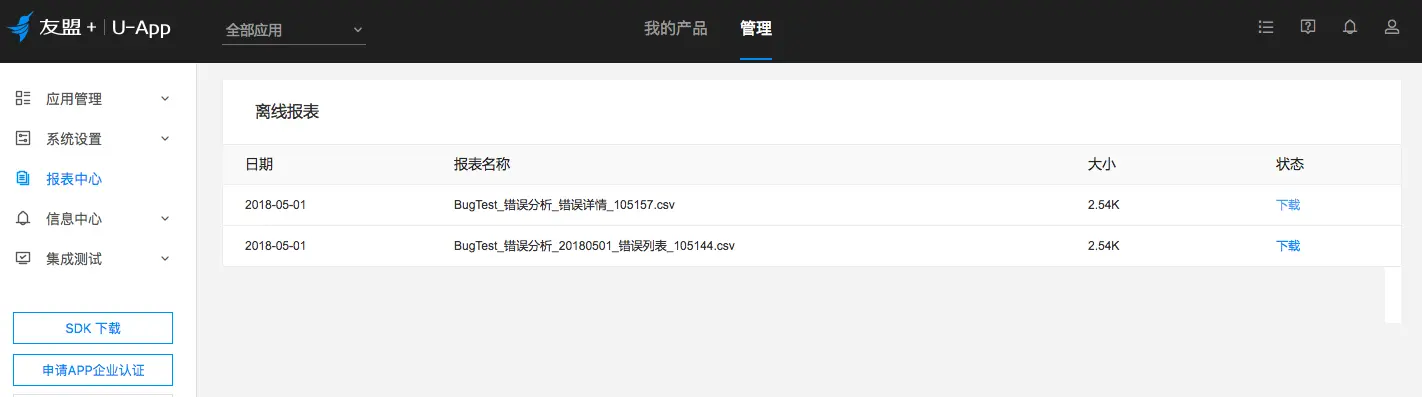 友盟+ | U-App 全部应用 我的产品 管理
应用管理
系统设置
报表中心
信息中心
集成测试
SDK 下载
申请APP企业认证
离线报表
日期 报表名称 大小 状态
2018-05-01 BugTest_错误分析_错误详情_105157.csv 2.54K 下载
2018-05-01 BugTest_错误分析_20180501_错误列表_105144.csv 2.54K 下载